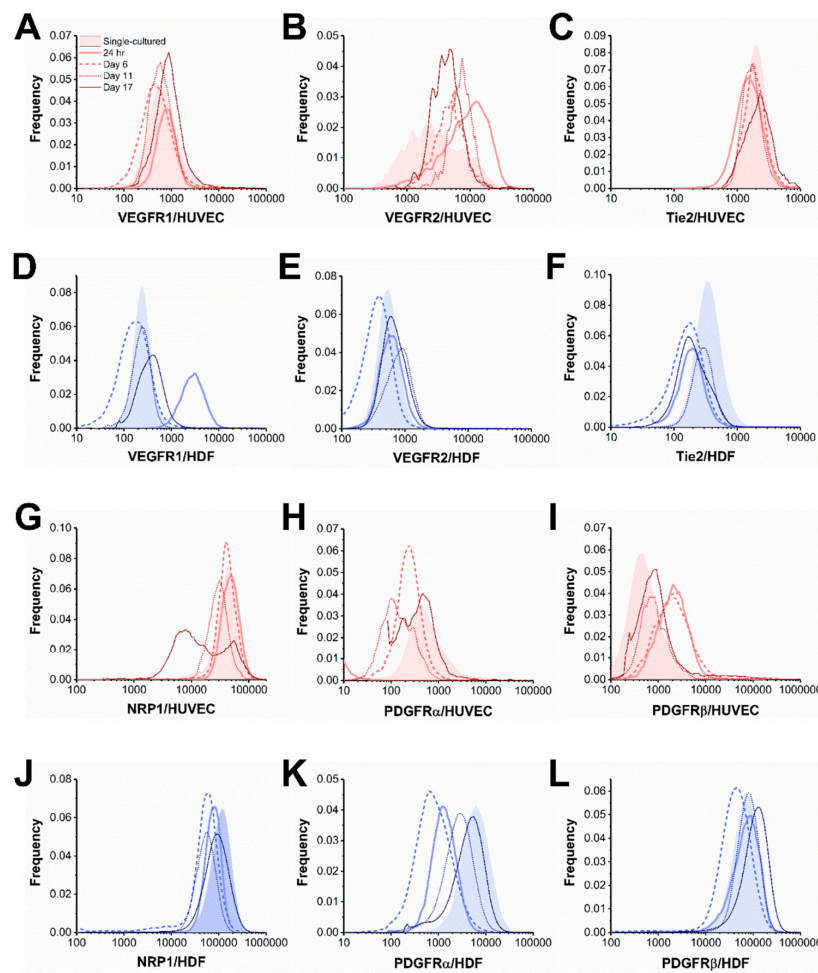 A
B
C
Single-cultured
24 hr
Day 6
Day 11
Day 17
Frequency
0.07
0.06
0.05
0.04
0.03
0.02
0.01
0.00
10 100 1000 10000 100000
VEGFR1/HUVEC
Frequency
0.05
0.04
0.03
0.02
0.01
0.00
100 1000 10000 100000
VEGFR2/HUVEC
Frequency
0.09
0.08
0.07
0.06
0.05
0.04
0.03
0.02
0.01
0.00
10 100 1000 10000
Tie2/HUVEC
D
E
F
Frequency
0.08
0.06
0.04
0.02
0.00
10 100 1000 10000 100000
VEGFR1/HDF
Frequency
0.08
0.06
0.04
0.02
0.00
100 1000 10000 100000
VEGFR2/HDF
Frequency
0.10
0.08
0.06
0.04
0.02
0.00
10 100 1000 10000
Tie2/HDF
G
H
I
Frequency
0.10
0.08
0.06
0.04
0.02
0.00
100 1000 10000 100000
NRP1/HUVEC
Frequency
0.07
0.06
0.05
0.04
0.03
0.02
0.01
0.00
10 100 1000 10000 100000
PDGFRα/HUVEC
Frequency
0.07
0.06
0.05
0.04
0.03
0.02
0.01
0.00
100 1000 10000 100000 1000000
PDGFRβ/HUVEC
J
K
L
Frequency
0.08
0.06
0.04
0.02
0.00
100 1000 10000 100000 1000000
NRP1/HDF
Frequency
0.05
0.04
0.03
0.02
0.01
0.00
10 100 1000 10000 100000
PDGFRα/HDF
Frequency
0.06
0.05
0.04
0.03
0.02
0.01
0.00
100 1000 10000 100000 1000000
PDGFRβ/HDF